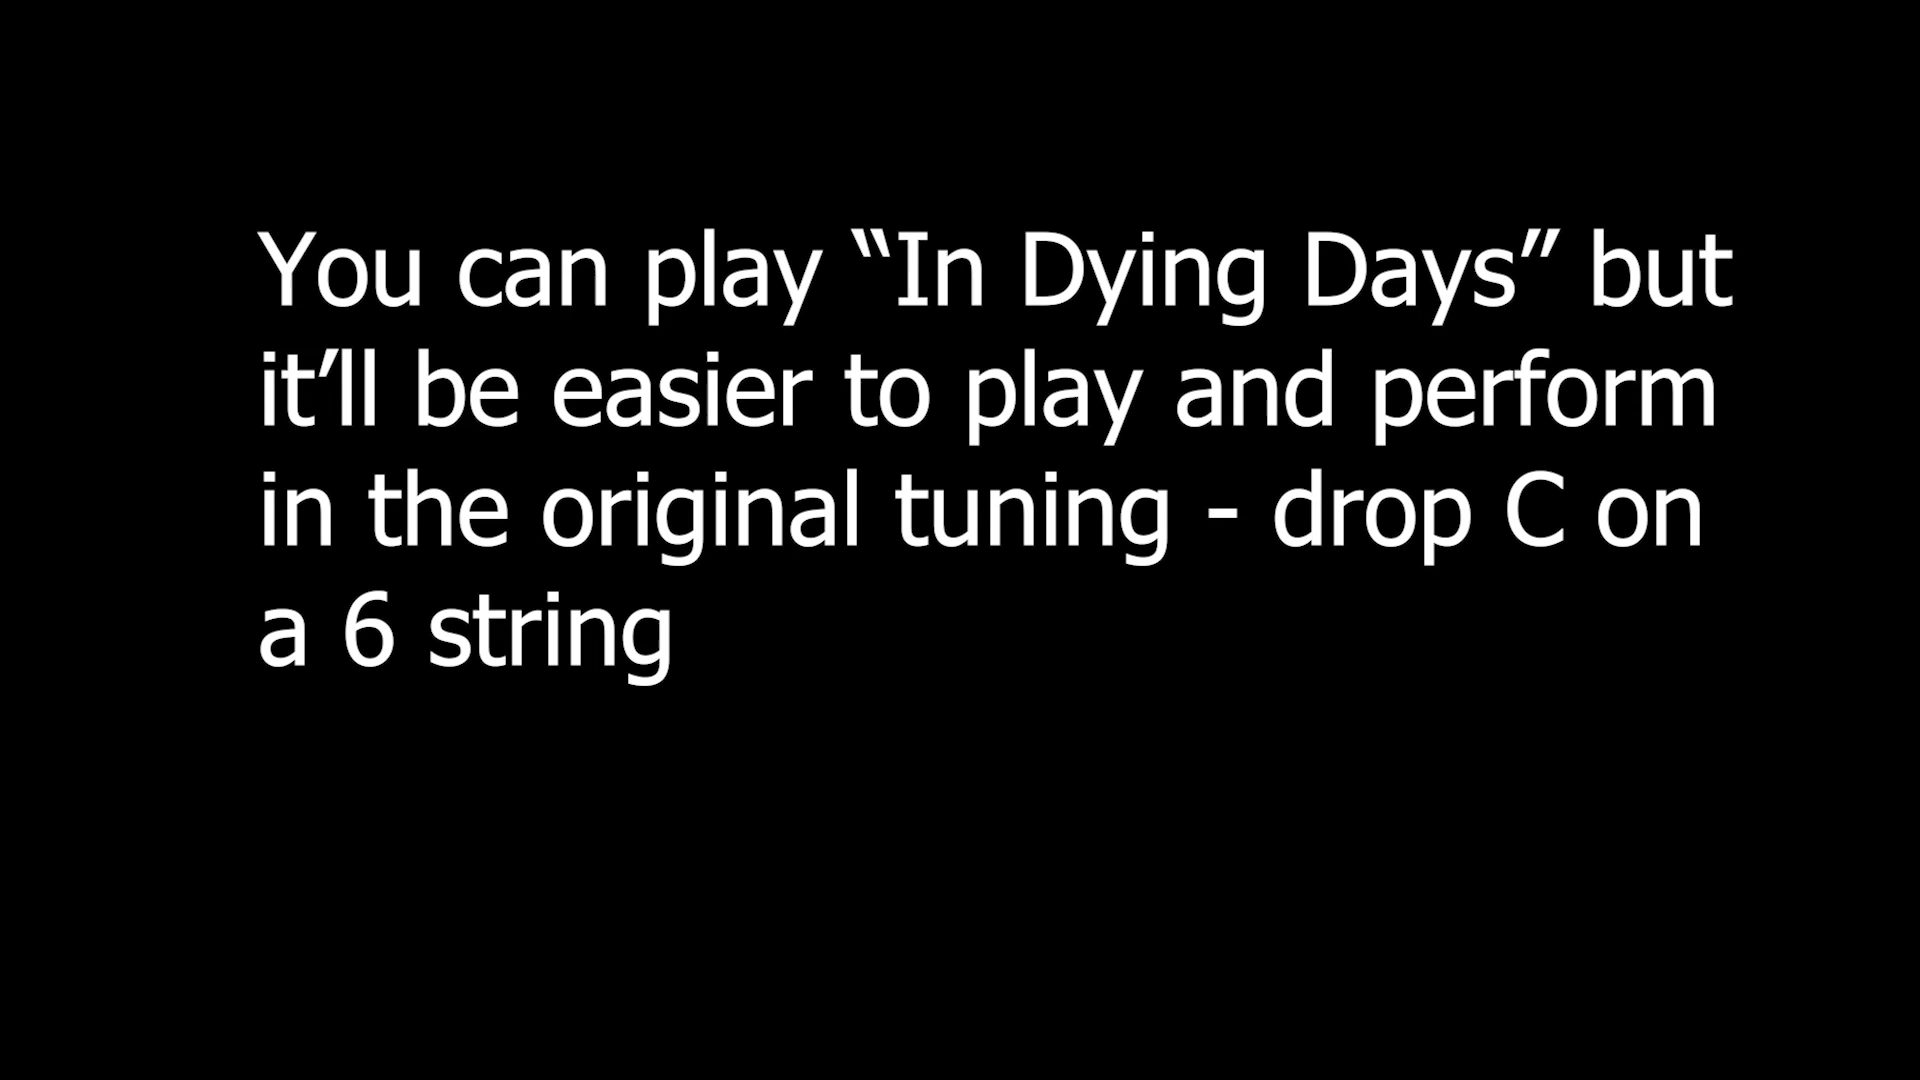 You can play “In Dying Days” but
it’ll be easier to play and perform
in the original tuning - drop C on
a 6 string